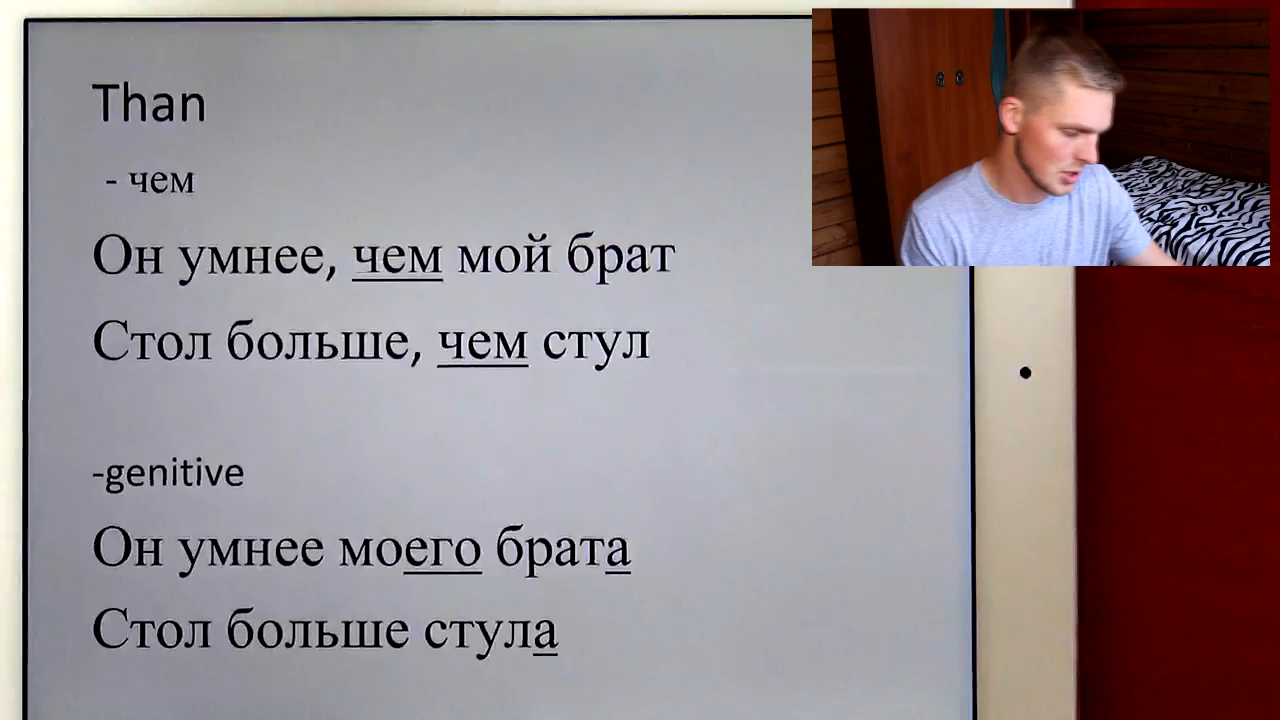 Than
- чем
Он умнее, чем мой брат
Стол больше, чем стул
-genitive
Он умнее моего брата
Стол больше стула